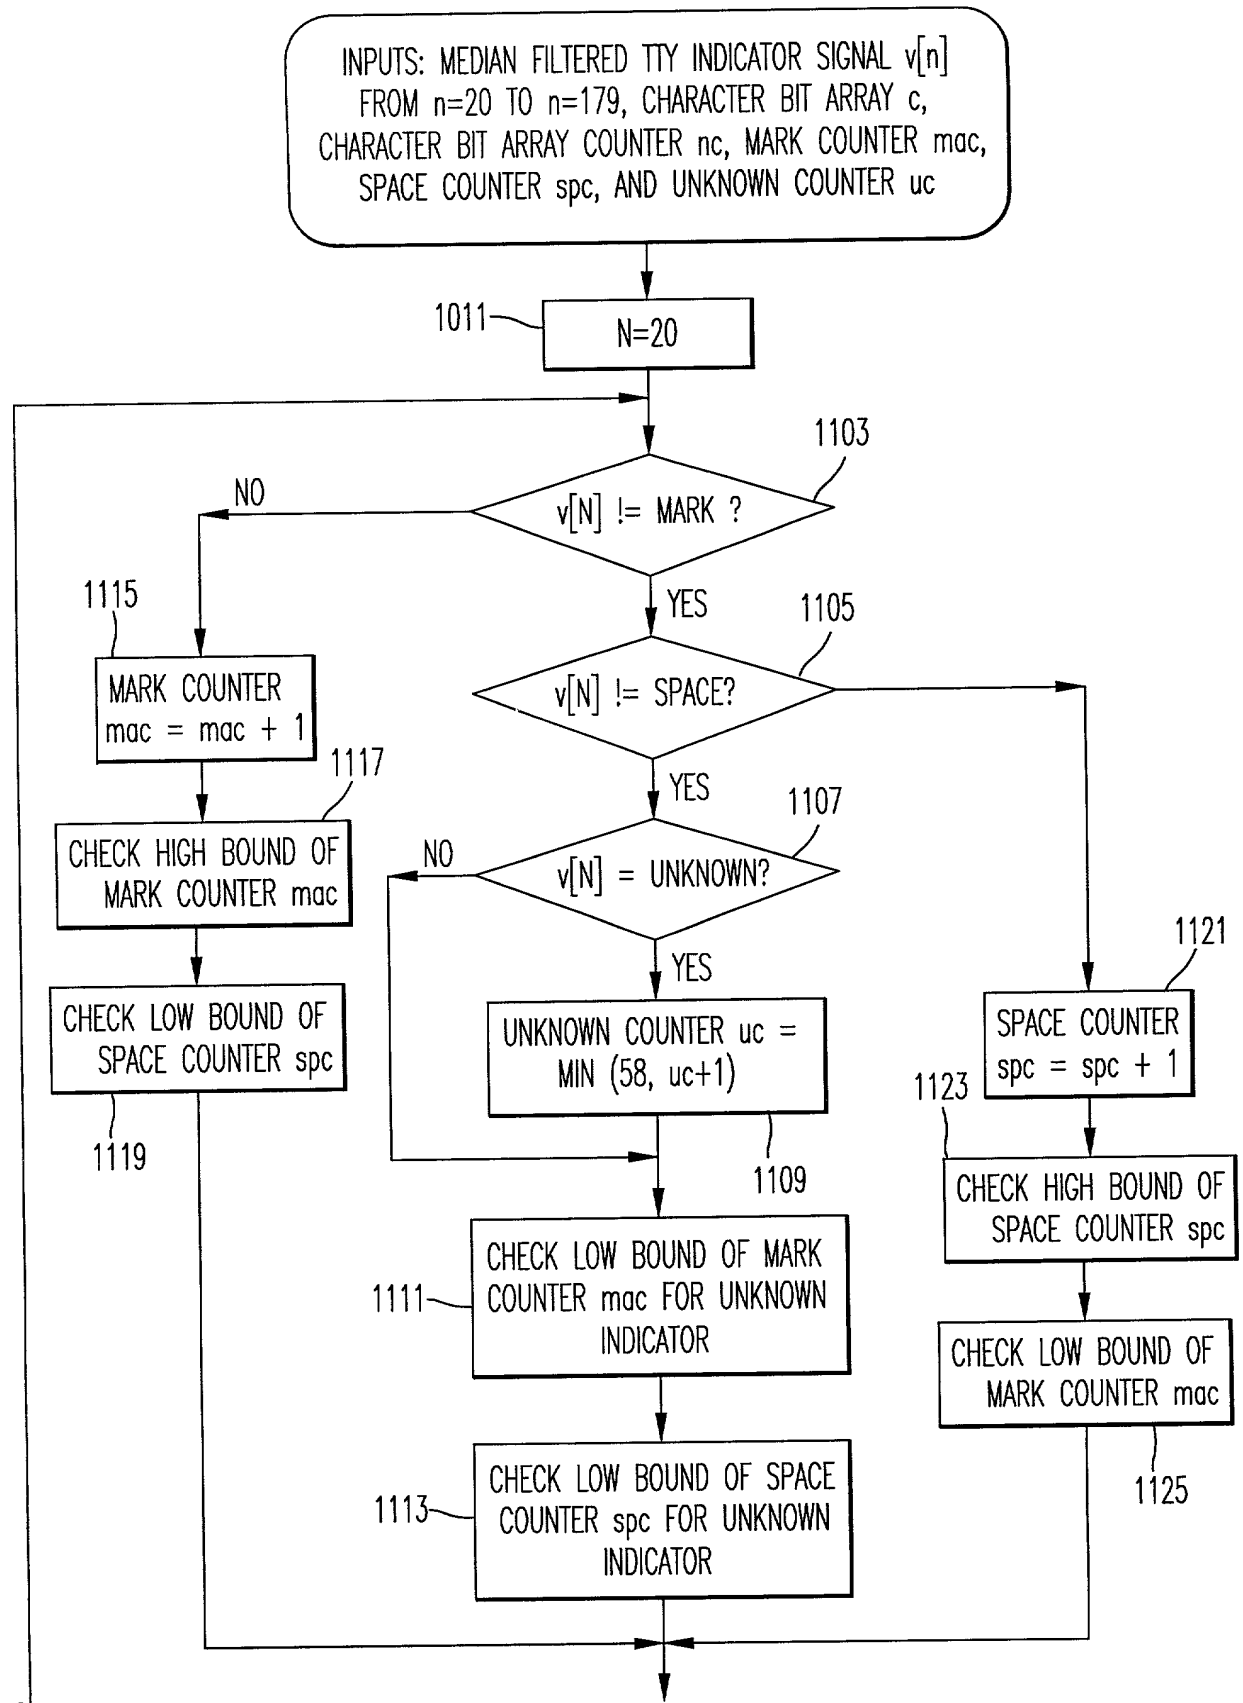 INPUTS: MEDIAN FILTERED TTY INDICATOR SIGNAL v[n]
FROM n=20 TO n=179, CHARACTER BIT ARRAY c,
CHARACTER BIT ARRAY COUNTER nc, MARK COUNTER mac,
SPACE COUNTER spc, AND UNKNOWN COUNTER uc
1011
N=20
1103
v[N] != MARK ?
NO
YES
1115
MARK COUNTER
mac = mac + 1
1105
v[N] != SPACE?
YES
1117
CHECK HIGH BOUND OF
MARK COUNTER mac
1107
v[N] = UNKNOWN?
NO
YES
CHECK LOW BOUND OF
SPACE COUNTER spc
1119
UNKNOWN COUNTER uc =
MIN (58, uc+1)
1109
1121
SPACE COUNTER
spc = spc + 1
1123
CHECK HIGH BOUND OF
SPACE COUNTER spc
1111
CHECK LOW BOUND OF MARK
COUNTER mac FOR UNKNOWN
INDICATOR
CHECK LOW BOUND OF
MARK COUNTER mac
1125
1113
CHECK LOW BOUND OF SPACE
COUNTER spc FOR UNKNOWN
INDICATOR